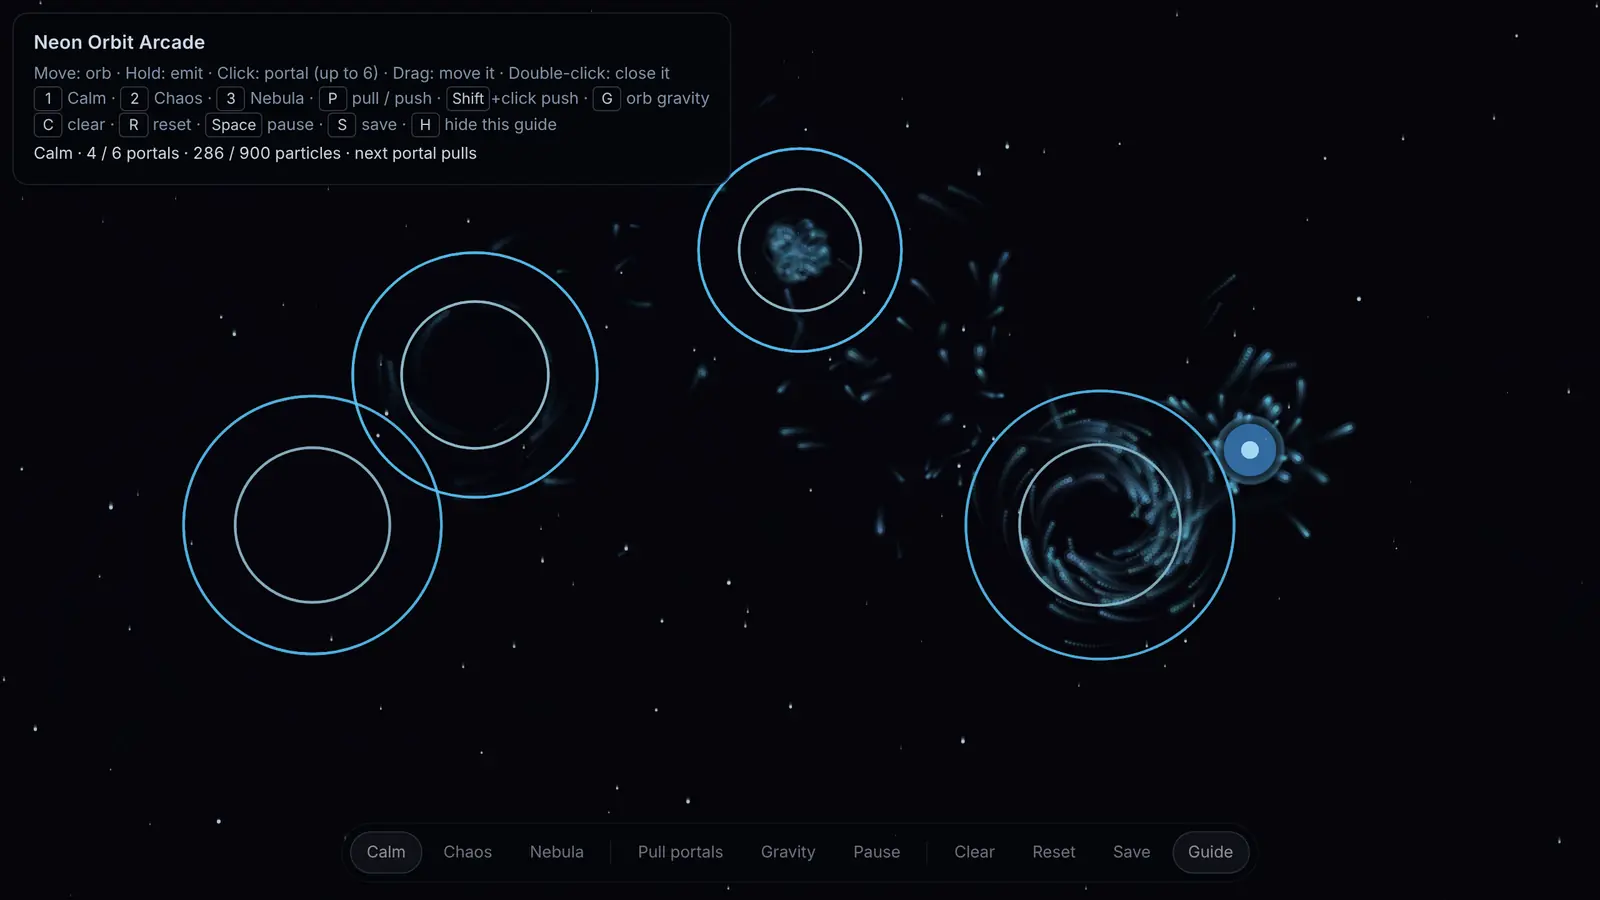 Neon Orbit Arcade
Move: orb · Hold: emit · Click: portal (up to 6) · Drag: move it · Double-click: close it
1 Calm · 2 Chaos · 3 Nebula · P pull / push · Shift +click push · G orb gravity
C clear · R reset · Space pause · S save · H hide this guide
Calm · 4 / 6 portals · 286 / 900 particles · next portal pulls
Calm Chaos Nebula Pull portals Gravity Pause Clear Reset Save Guide